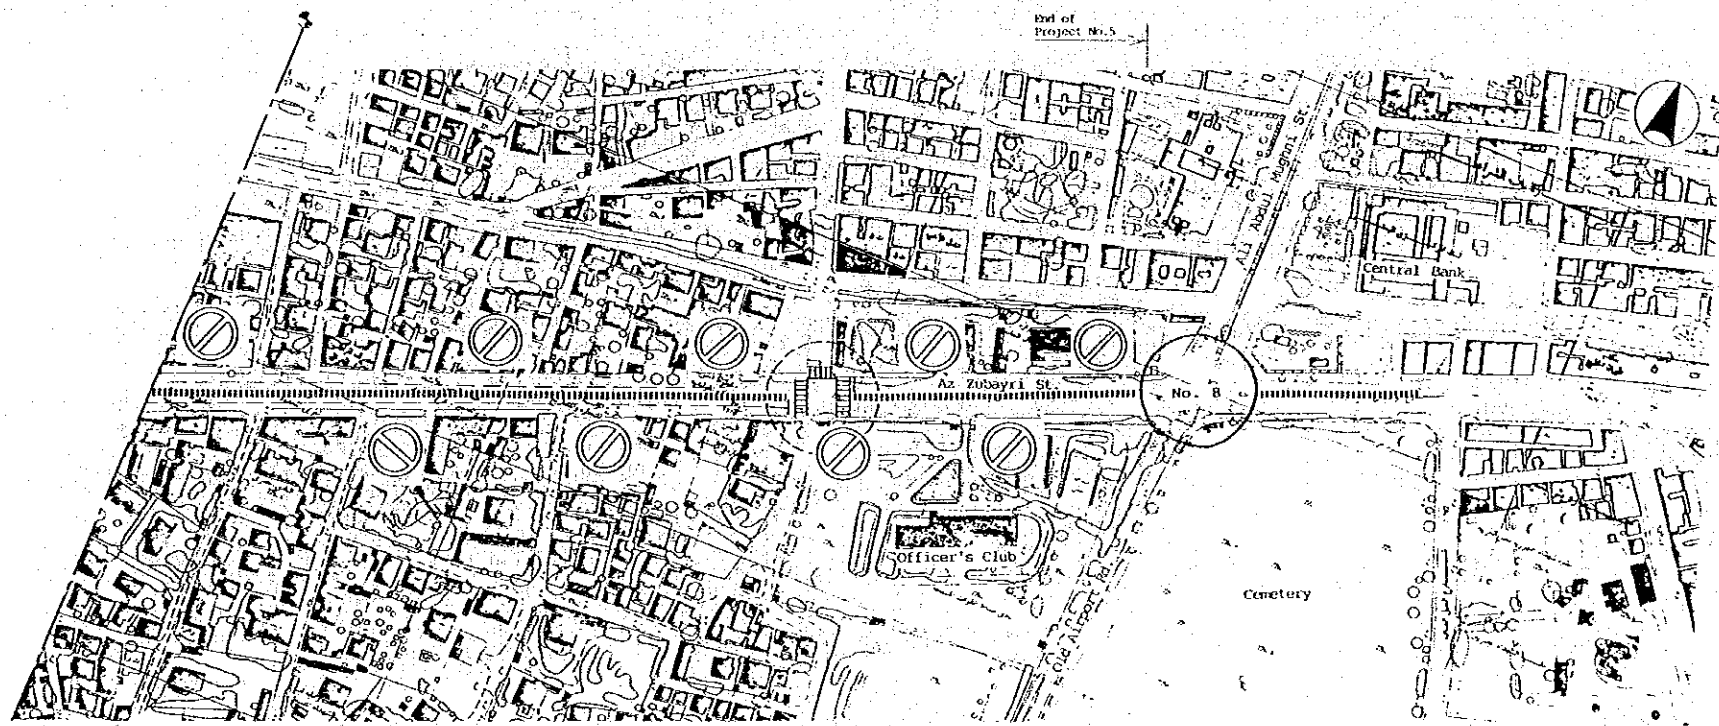 End of
Project No.5
Ali Abdul Mughni St.
Central Bank
Az Zubayri St.
No. 8
Officer's Club
Old Airport Rd
Cemetery